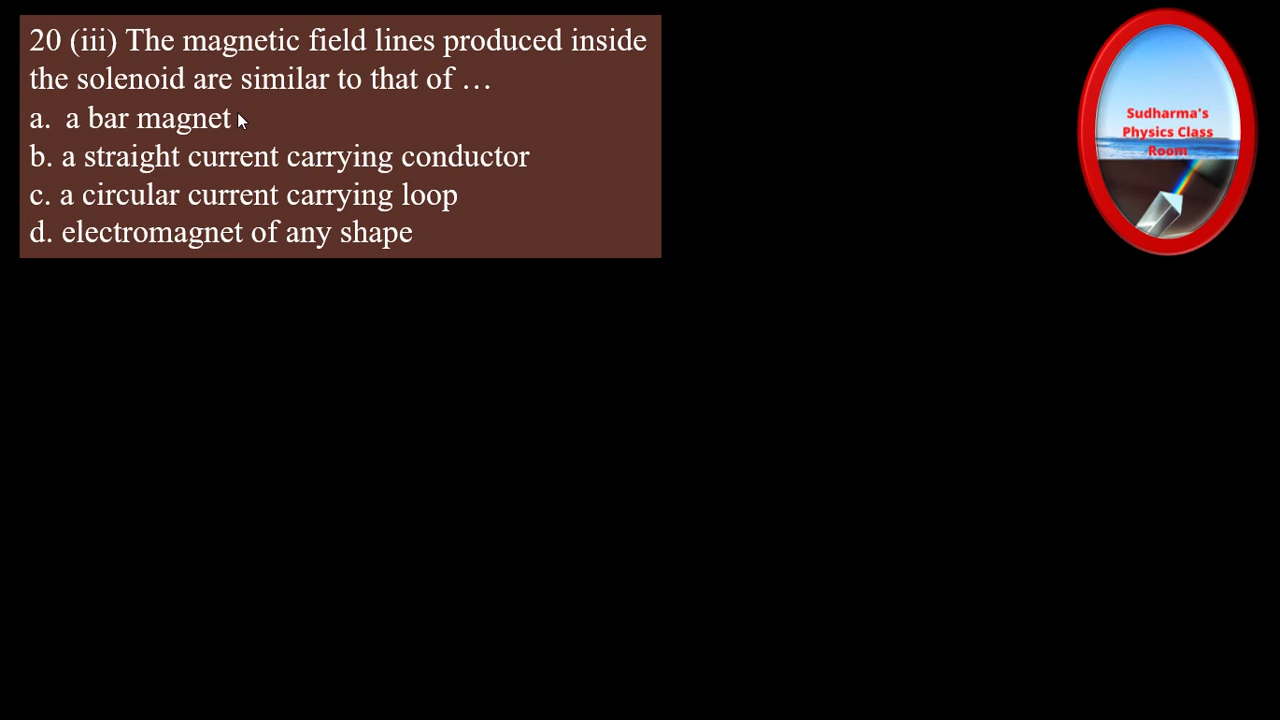 20 (iii) The magnetic field lines produced inside
the solenoid are similar to that of …
a. a bar magnet
b. a straight current carrying conductor
c. a circular current carrying loop
d. electromagnet of any shape
Sudharma's
Physics Class
Room